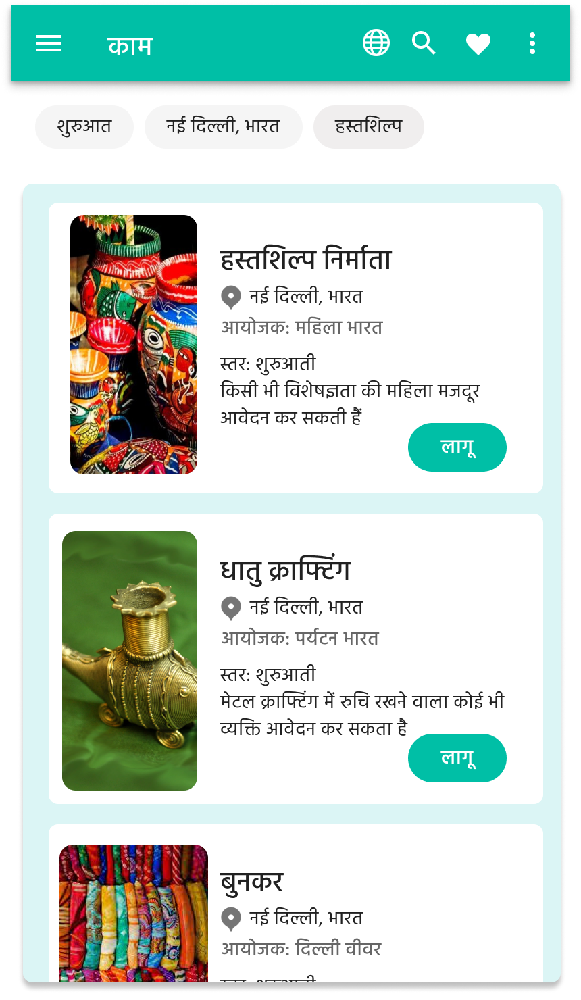 काम
शुरुआत
नई दिल्ली, भारत
हस्तशिल्प
हस्तशिल्प निर्माता
नई दिल्ली, भारत
आयोजक: महिला भारत
स्तर: शुरुआती
किसी भी विशेषज्ञता की महिला मजदूर
आवेदन कर सकती हैं
लागू
धातु क्राफ्टिंग
नई दिल्ली, भारत
आयोजक: पर्यटन भारत
स्तर: शुरुआती
मेटल क्राफ्टिंग में रुचि रखने वाला कोई भी
व्यक्ति आवेदन कर सकता है
लागू
बुनकर
नई दिल्ली, भारत
आयोजक: दिल्ली वीवर
स्तर: शुरुआती